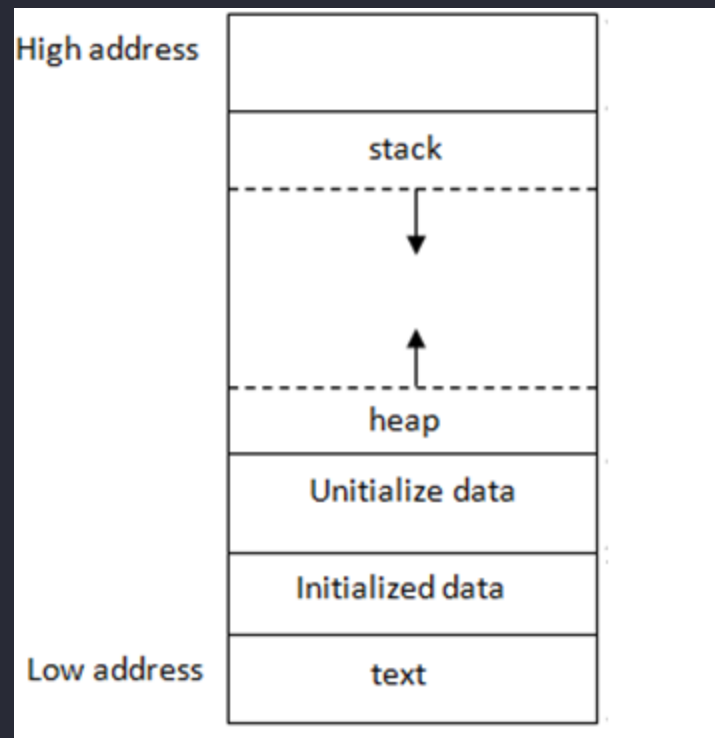 High address
stack
heap
Unitialize data
Initialized data
Low address
text